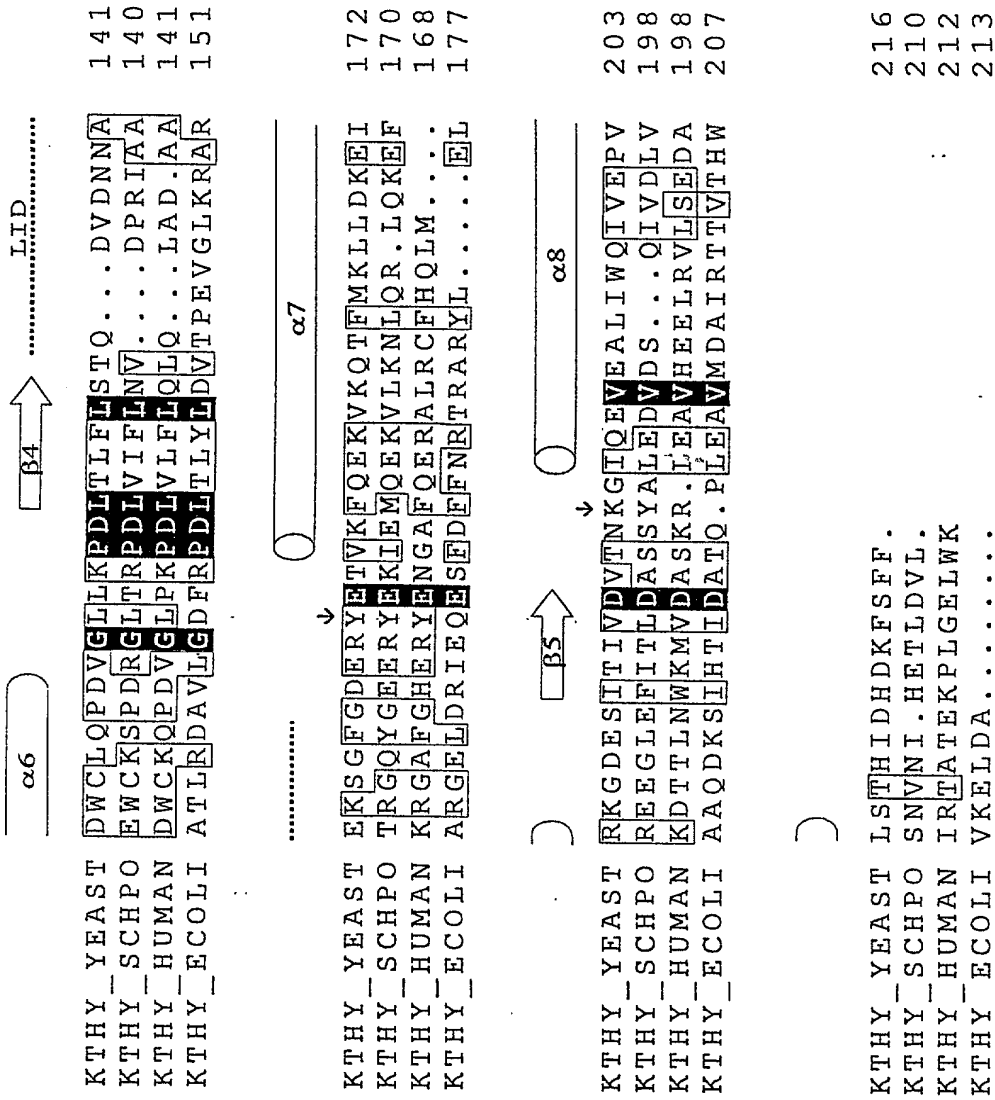 α6 β4 LID
KTHY_YEAST DWCLQPDVGLLKPDLTLFLSTQ...DVDNNA 141
KTHY_SCHPO EWCKSPDRGLTRPDLVIFLNV....DPRIAA 140
KTHY_HUMAN DWCKQPDVGLPKPDLVLFLQLQ...LAD.AA 141
KTHY_ECOLI ATLRDAVLGDFRPDLTLYLDVTPEVGLKRAR 151
α7
KTHY_YEAST EKSGFGDERYETVKFQEKVKQTFMKLLDKEI 172
KTHY_SCHPO TRGQYGEERYEKIEMQEKVLKNLQR.LQKEF 170
KTHY_HUMAN KRGAFGHERYENGAFQERALRCFHQLM.... 168
KTHY_ECOLI ARGELDRIEQESFDFFNRTRARYL.....EL 177
β5 α8
KTHY_YEAST RKGDESITIVDVTNKGIQEVEALIWQIVEPV 203
KTHY_SCHPO REEGLEFITLDASSYALEDVDS...QIVDLV 198
KTHY_HUMAN KDTTLNWKMVDASKR.LEAVHEELRVLSEDA 198
KTHY_ECOLI AAQDKSIHTIDATQ.PLEAVMDAIRTTVTHW 207
KTHY_YEAST LSTHIDHDKFSFF. 216
KTHY_SCHPO SNVNI.HETLDVL. 210
KTHY_HUMAN IRTATEKPLGELWK 212
KTHY_ECOLI VKELDA........ 213